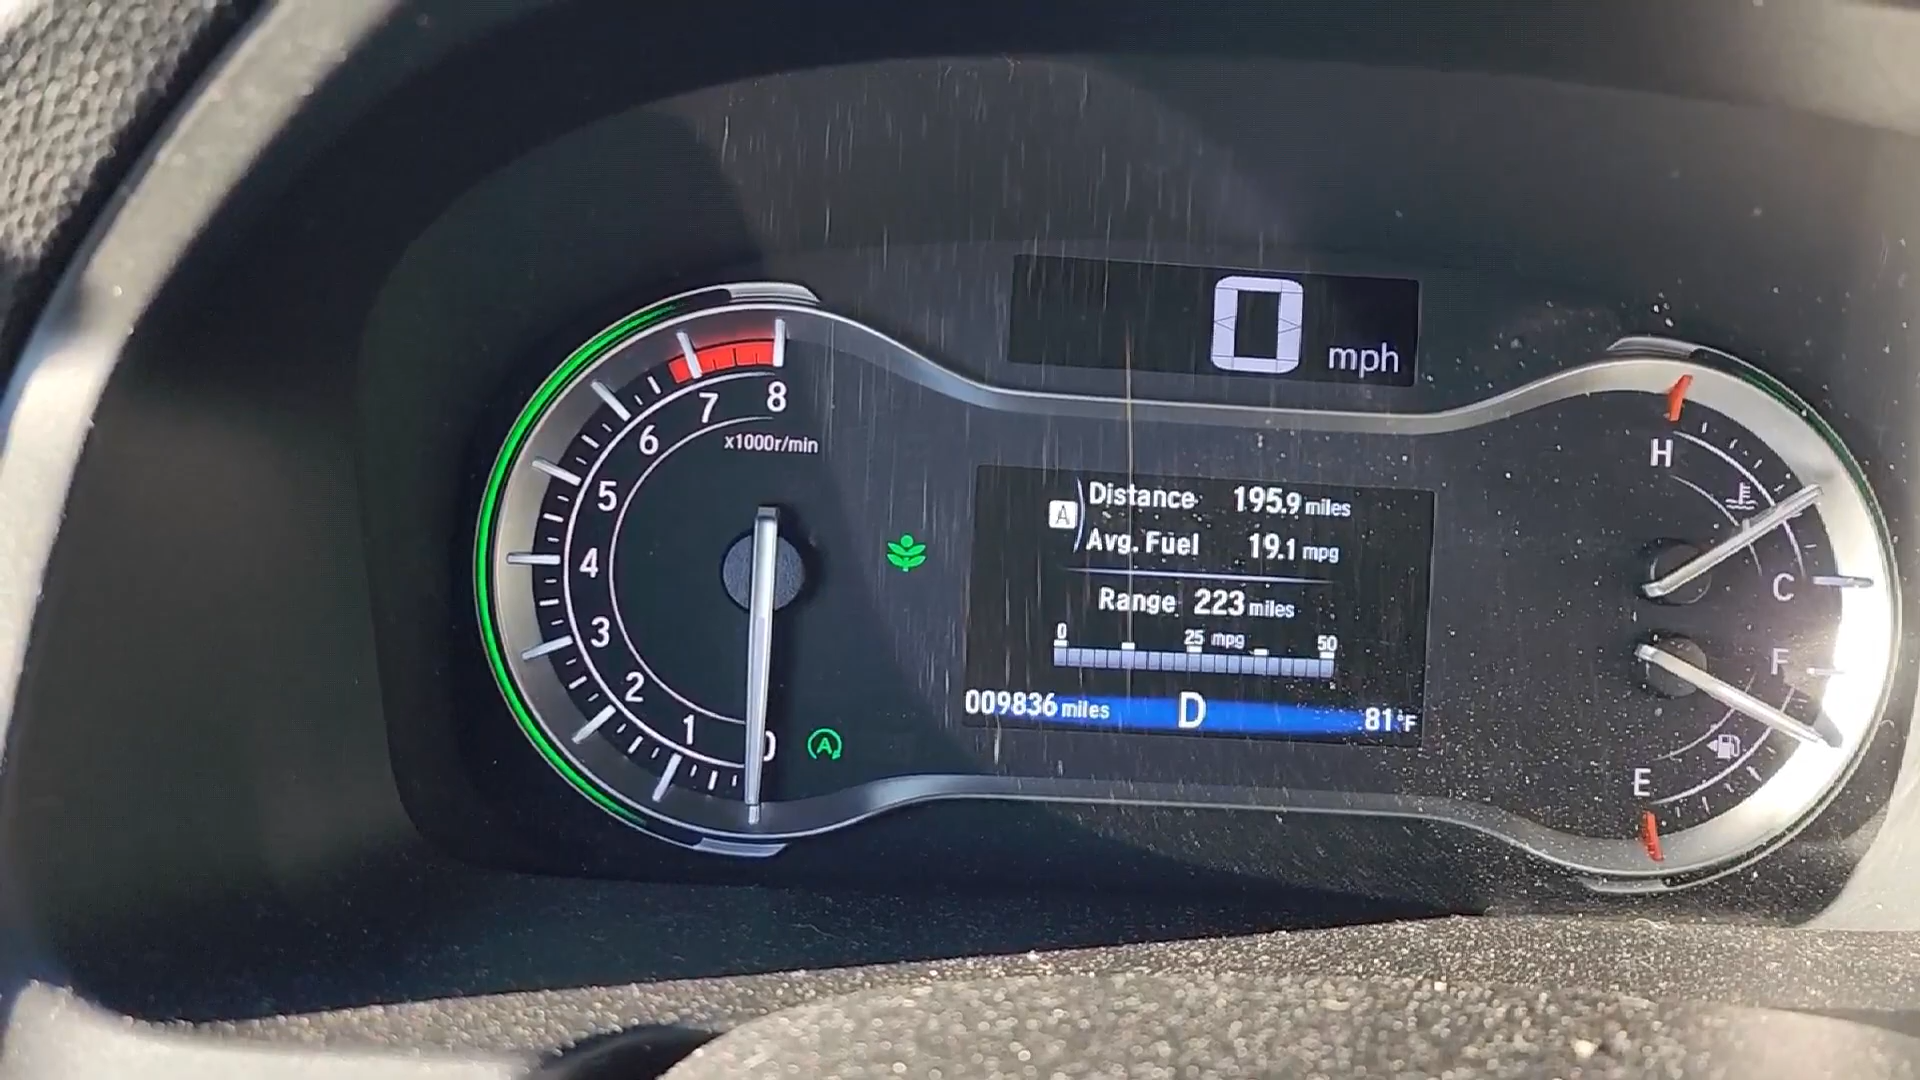 0 mph
8
7
6
5
4
3
2
1
0
x1000r/min
A
Distance 195.9 miles
Avg. Fuel 19.1 mpg
Range 223 miles
0 25 mpg 50
009836 miles D 81°F
A
H
C
F
E